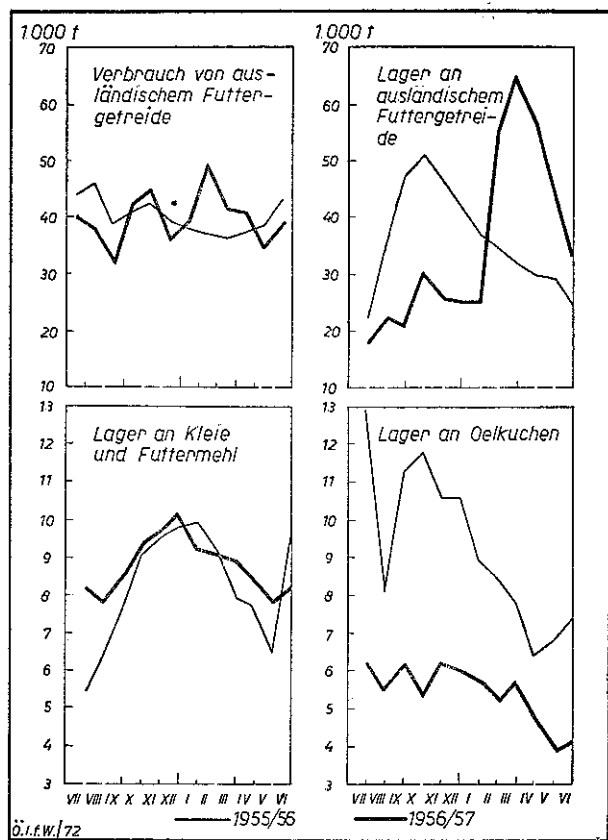 1.000 t
70
60
50
40
30
20
10
Verbrauch von aus-
ländischem Futter-
getreide
1.000 t
70
60
50
40
30
20
10
Lager an
ausländischem
Futtergetrei-
de
13
12
11
10
9
8
7
6
5
4
3
Lager an Kleie
und Futtermehl
13
12
11
10
9
8
7
6
5
4
3
Lager an Oelkuchen
VII VIII IX X XI XII I II III IV V VI
VII VIII IX X XI XII I II III IV V VI
Ö.I.f.W./72
1955/56
1956/57